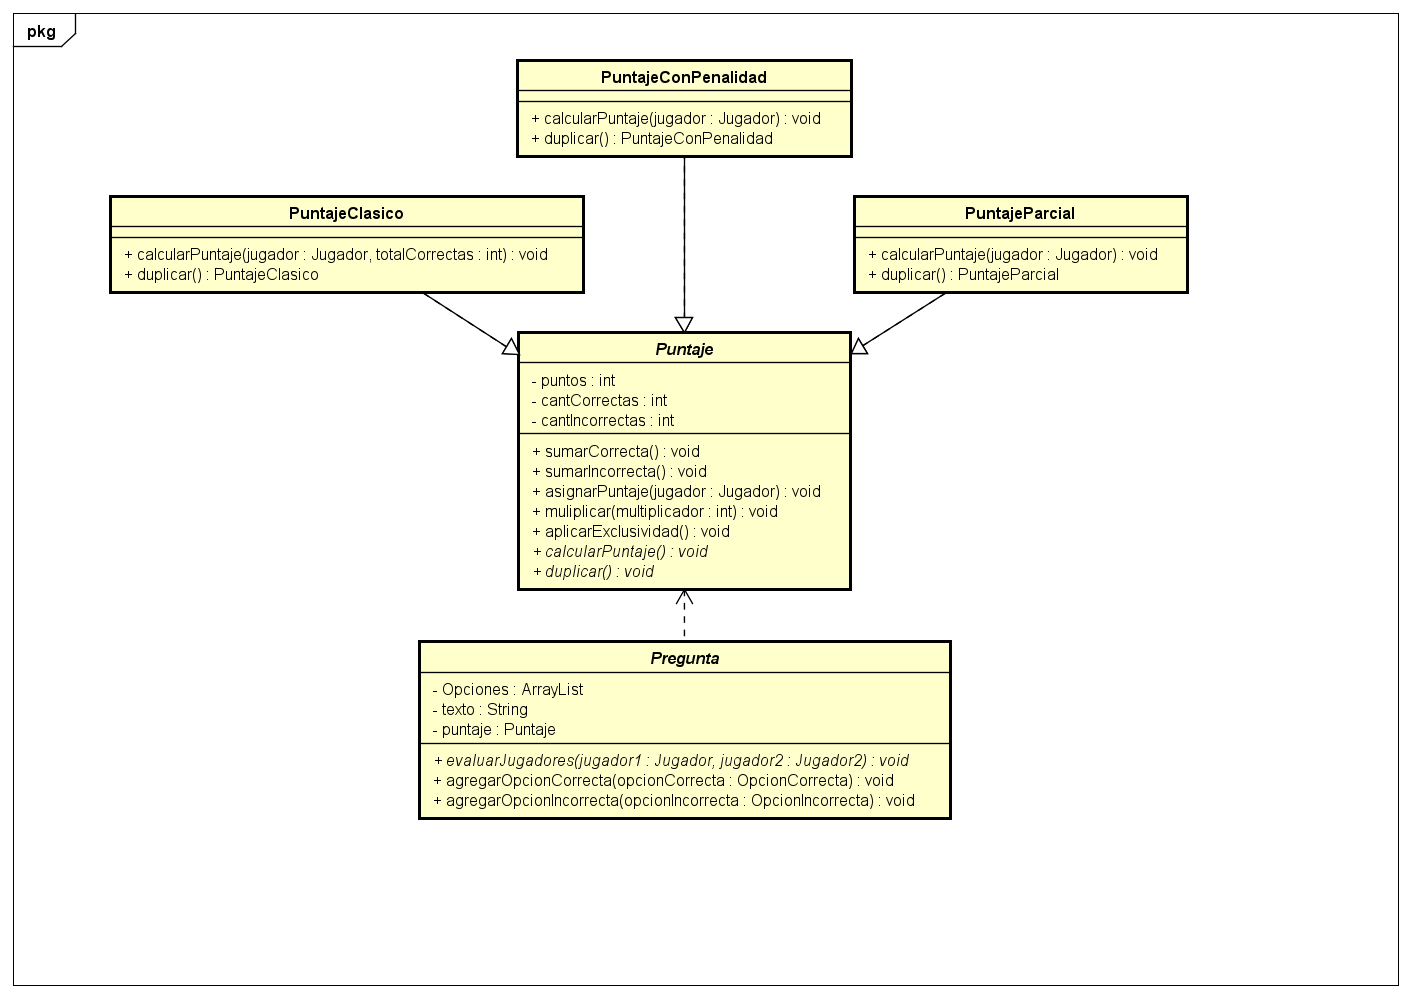 pkg
PuntajeConPenalidad
+ calcularPuntaje(jugador : Jugador) : void
+ duplicar() : PuntajeConPenalidad
PuntajeClasico
+ calcularPuntaje(jugador : Jugador, totalCorrectas : int) : void
+ duplicar() : PuntajeClasico
PuntajeParcial
+ calcularPuntaje(jugador : Jugador) : void
+ duplicar() : PuntajeParcial
Puntaje
- puntos : int
- cantCorrectas : int
- cantIncorrectas : int
+ sumarCorrecta() : void
+ sumarIncorrecta() : void
+ asignarPuntaje(jugador : Jugador) : void
+ muliplicar(multiplicador : int) : void
+ aplicarExclusividad() : void
+ calcularPuntaje() : void
+ duplicar() : void
Pregunta
- Opciones : ArrayList
- texto : String
- puntaje : Puntaje
+ evaluarJugadores(jugador1 : Jugador, jugador2 : Jugador2) : void
+ agregarOpcionCorrecta(opcionCorrecta : OpcionCorrecta) : void
+ agregarOpcionIncorrecta(opcionIncorrecta : OpcionIncorrecta) : void